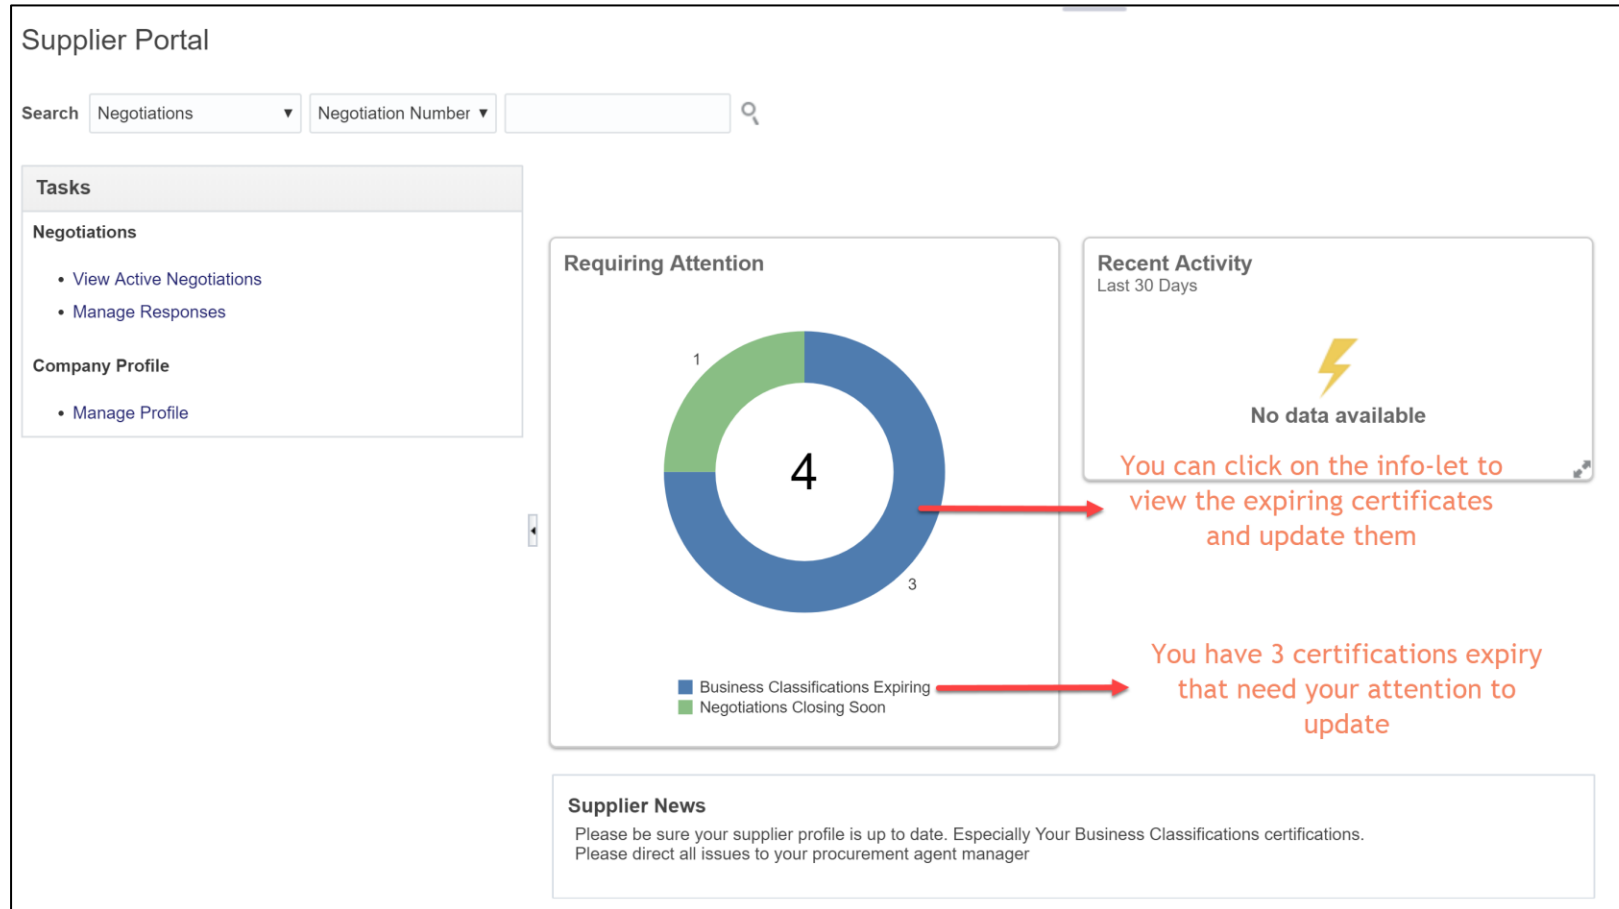 Supplier Portal
Search Negotiations Negotiation Number
Tasks
Negotiations
View Active Negotiations
Manage Responses
Company Profile
Manage Profile
Requiring Attention
1
4
3
Business Classifications Expiring
Negotiations Closing Soon
Recent Activity
Last 30 Days
No data available
You can click on the info-let to
view the expiring certificates
and update them
You have 3 certifications expiry
that need your attention to
update
Supplier News
Please be sure your supplier profile is up to date. Especially Your Business Classifications certifications.
Please direct all issues to your procurement agent manager